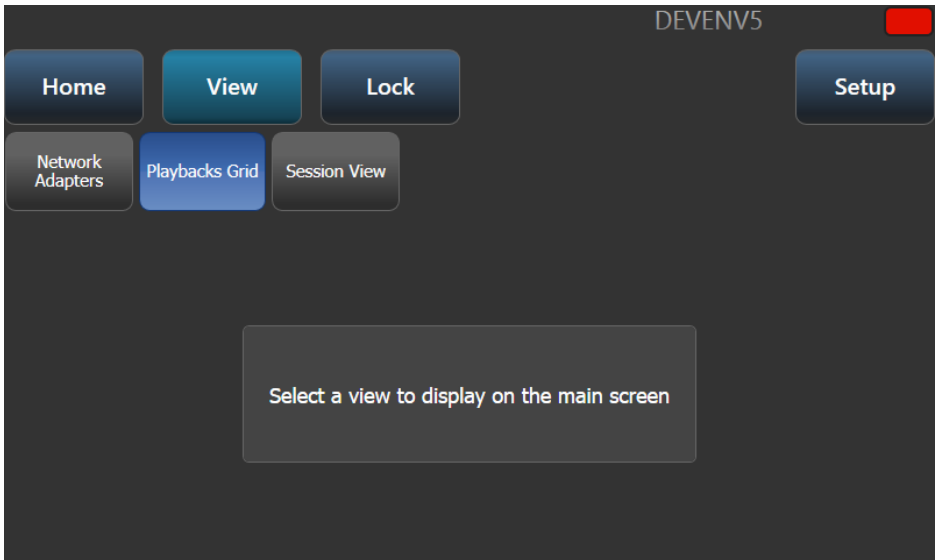 DEVENV5
Home View Lock Setup
Network
Adapters
Playbacks Grid
Session View
Select a view to display on the main screen